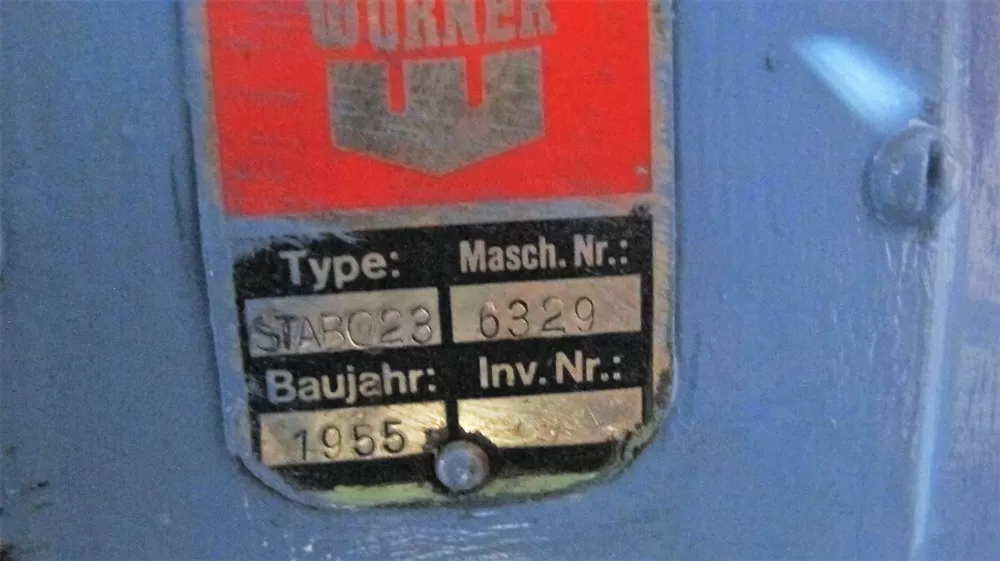 WÖRNER
Type: Masch. Nr.:
STABO23 6329
Baujahr: Inv. Nr.:
1955